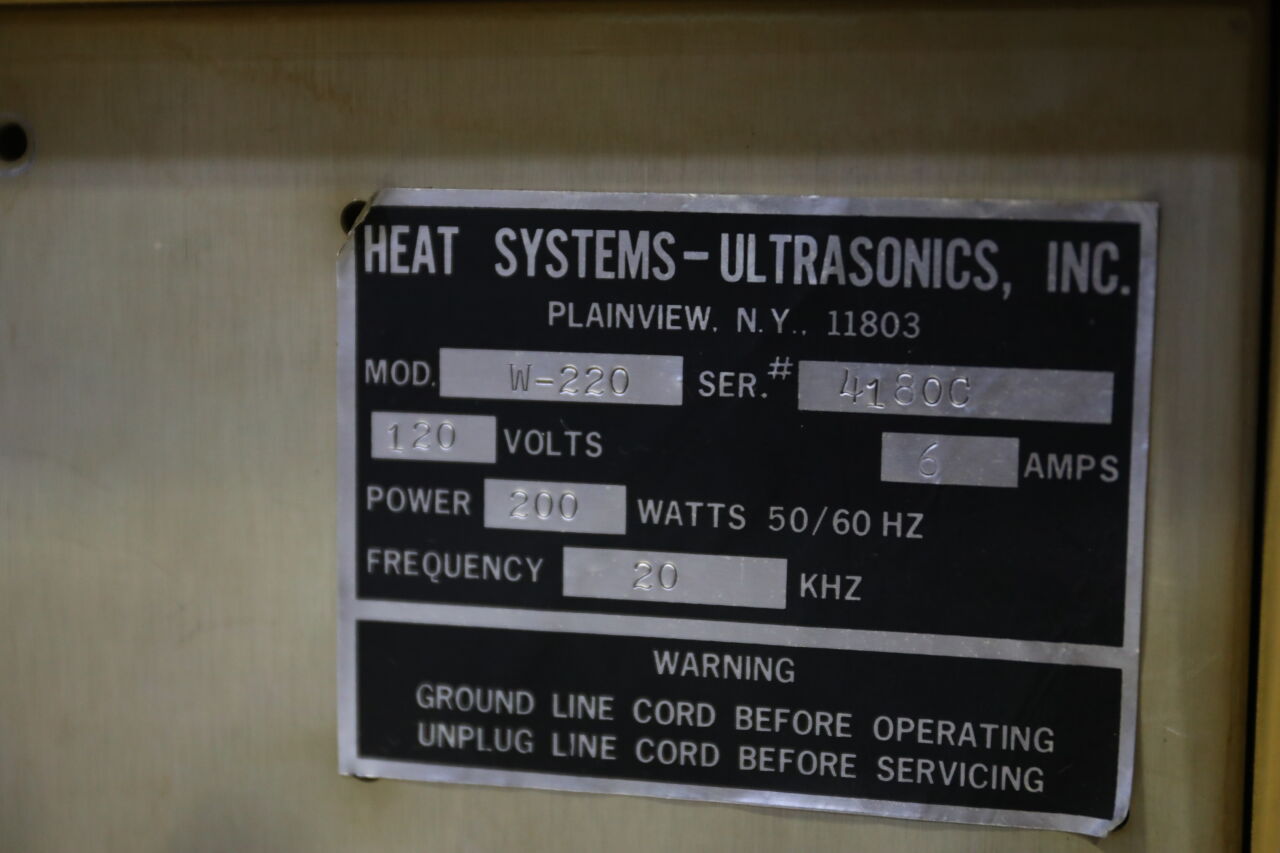 HEAT SYSTEMS-ULTRASONICS, INC.
PLAINVIEW, N.Y., 11803
MOD. W-220 SER.# 4180C
120 VOLTS 6 AMPS
POWER 200 WATTS 50/60 HZ
FREQUENCY 20 KHZ
WARNING
GROUND LINE CORD BEFORE OPERATING
UNPLUG LINE CORD BEFORE SERVICING